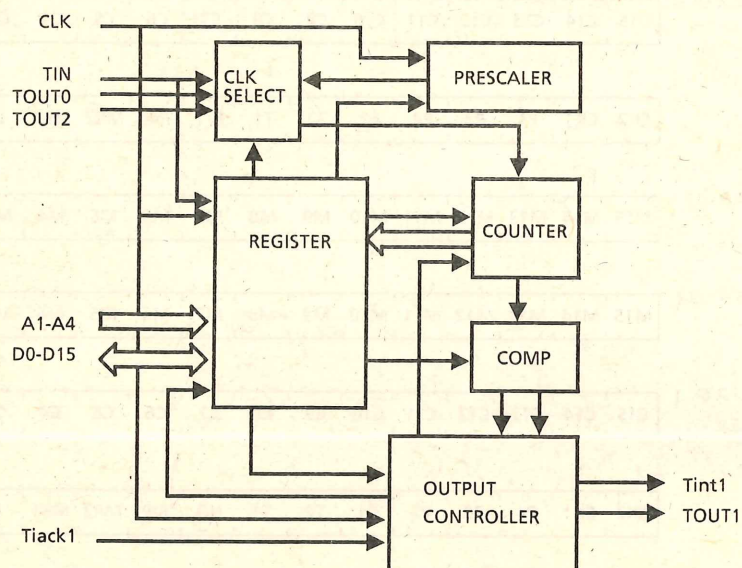 CLK
TIN
TOUT0
TOUT2
CLK
SELECT
PRESCALER
REGISTER
COUNTER
A1-A4
D0-D15
COMP
OUTPUT
CONTROLLER
Tint1
TOUT1
Tiack1